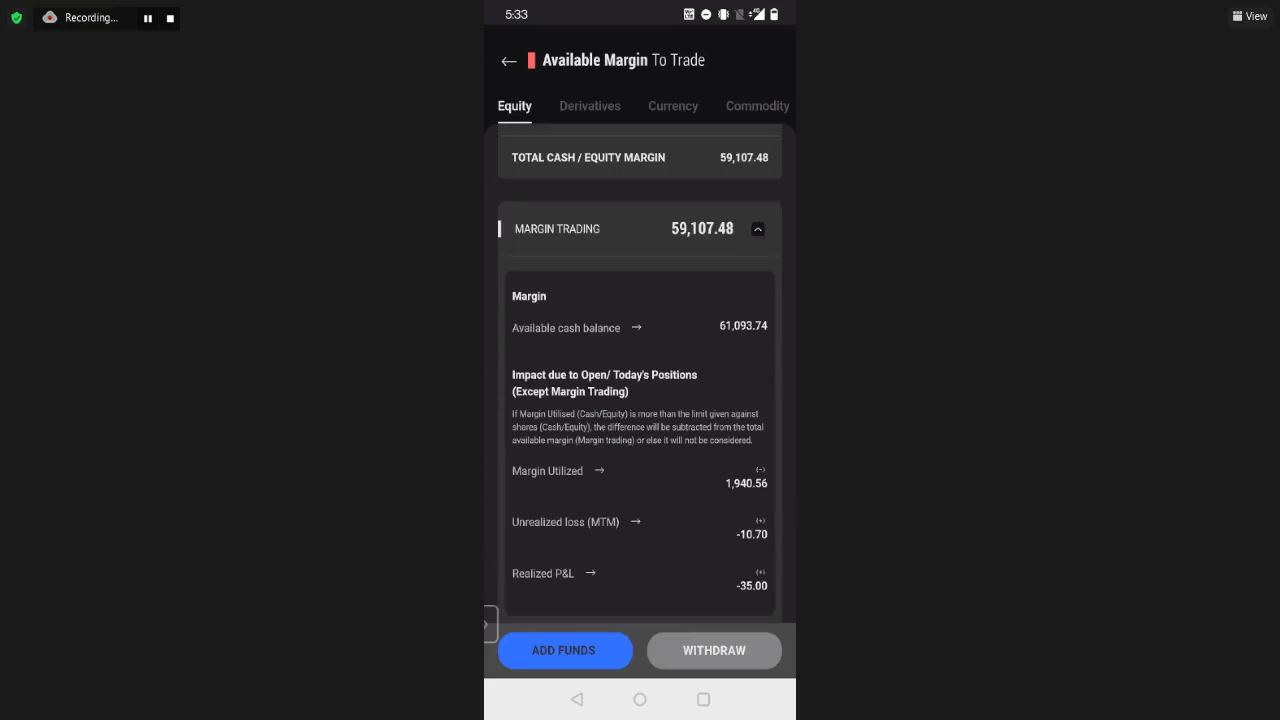 Recording...
View
5:33
Available Margin To Trade
Equity Derivatives Currency Commodity
TOTAL CASH / EQUITY MARGIN 59,107.48
MARGIN TRADING 59,107.48
Margin
Available cash balance → 61,093.74
Impact due to Open/ Today's Positions
(Except Margin Trading)
If Margin Utilised (Cash/Equity) is more than the limit given against
shares (Cash/Equity), the difference will be subtracted from the total
available margin (Margin trading) or else it will not be considered.
Margin Utilized → (-)
1,940.56
Unrealized loss (MTM) → (+)
-10.70
Realized P&L → (+)
-35.00
ADD FUNDS WITHDRAW